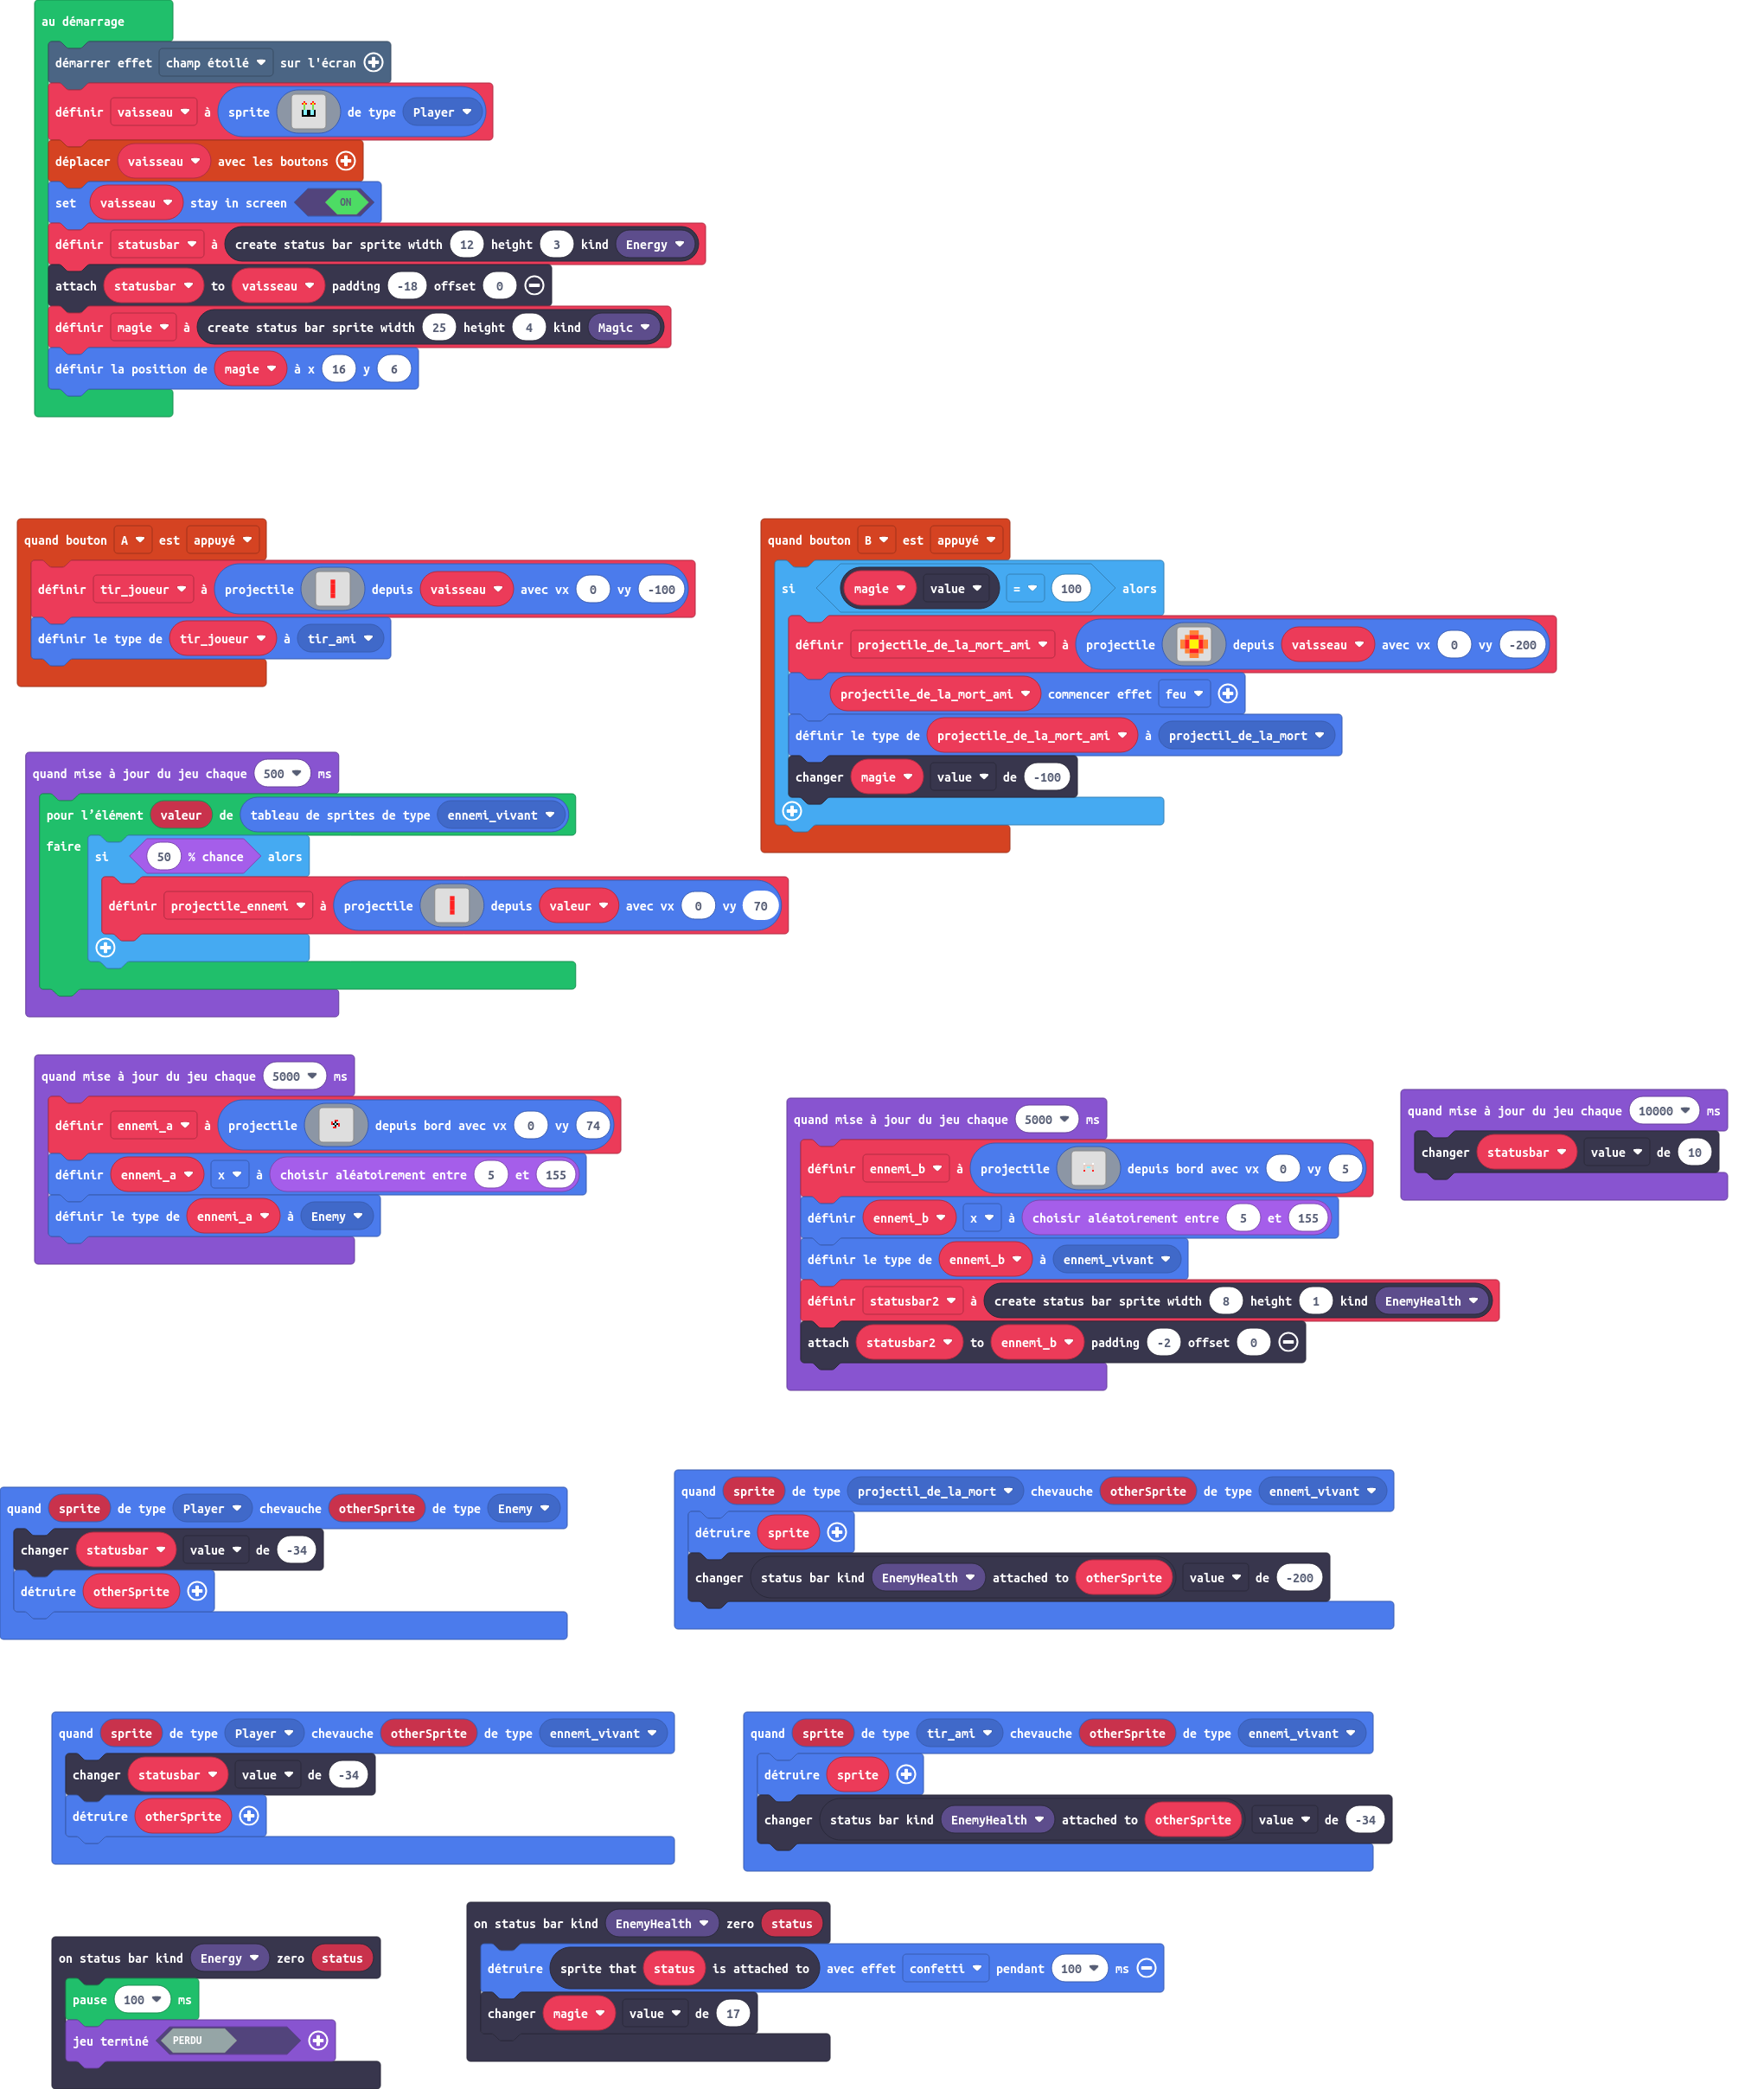 au démarrage
démarrer effet champ étoilé sur l'écran
définir vaisseau à sprite de type Player
déplacer vaisseau avec les boutons
set vaisseau stay in screen ON
définir statusbar à create status bar sprite width 12 height 3 kind Energy
attach statusbar to vaisseau padding -18 offset 0
définir magie à create status bar sprite width 25 height 4 kind Magic
définir la position de magie à x 16 y 6
quand bouton A est appuyé
définir tir_joueur à projectile depuis vaisseau avec vx 0 vy -100
définir le type de tir_joueur à tir_ami
quand bouton B est appuyé
si magie value = 100 alors
définir projectile_de_la_mort_ami à projectile depuis vaisseau avec vx 0 vy -200
projectile_de_la_mort_ami commencer effet feu
définir le type de projectile_de_la_mort_ami à projectil_de_la_mort
changer magie value de -100
quand mise à jour du jeu chaque 500 ms
pour l’élément valeur de tableau de sprites de type ennemi_vivant
faire si 50 % chance alors
définir projectile_ennemi à projectile depuis valeur avec vx 0 vy 70
quand mise à jour du jeu chaque 5000 ms
définir ennemi_a à projectile depuis bord avec vx 0 vy 74
définir ennemi_a x à choisir aléatoirement entre 5 et 155
définir le type de ennemi_a à Enemy
quand mise à jour du jeu chaque 5000 ms
définir ennemi_b à projectile depuis bord avec vx 0 vy 5
définir ennemi_b x à choisir aléatoirement entre 5 et 155
définir le type de ennemi_b à ennemi_vivant
définir statusbar2 à create status bar sprite width 8 height 1 kind EnemyHealth
attach statusbar2 to ennemi_b padding -2 offset 0
quand mise à jour du jeu chaque 10000 ms
changer statusbar value de 10
quand sprite de type Player chevauche otherSprite de type Enemy
changer statusbar value de -34
détruire otherSprite
quand sprite de type projectil_de_la_mort chevauche otherSprite de type ennemi_vivant
détruire sprite
changer status bar kind EnemyHealth attached to otherSprite value de -200
quand sprite de type Player chevauche otherSprite de type ennemi_vivant
changer statusbar value de -34
détruire otherSprite
quand sprite de type tir_ami chevauche otherSprite de type ennemi_vivant
détruire sprite
changer status bar kind EnemyHealth attached to otherSprite value de -34
on status bar kind Energy zero status
pause 100 ms
jeu terminé PERDU
on status bar kind EnemyHealth zero status
détruire sprite that status is attached to avec effet confetti pendant 100 ms
changer magie value de 17